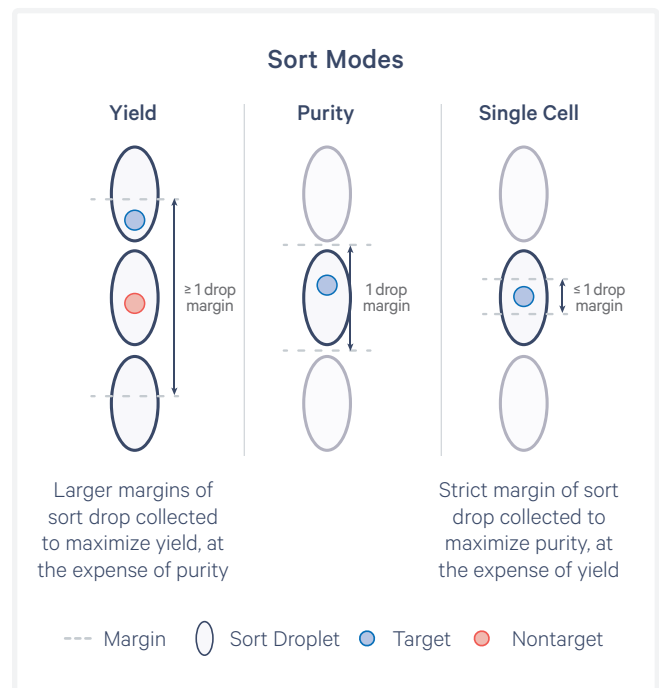 Sort Modes
Yield
Purity
Single Cell
≥ 1 drop
margin
1 drop
margin
≤ 1 drop
margin
Larger margins of
sort drop collected
to maximize yield, at
the expense of purity
Strict margin of sort
drop collected to
maximize purity, at
the expense of yield
Margin
Sort Droplet
Target
Nontarget